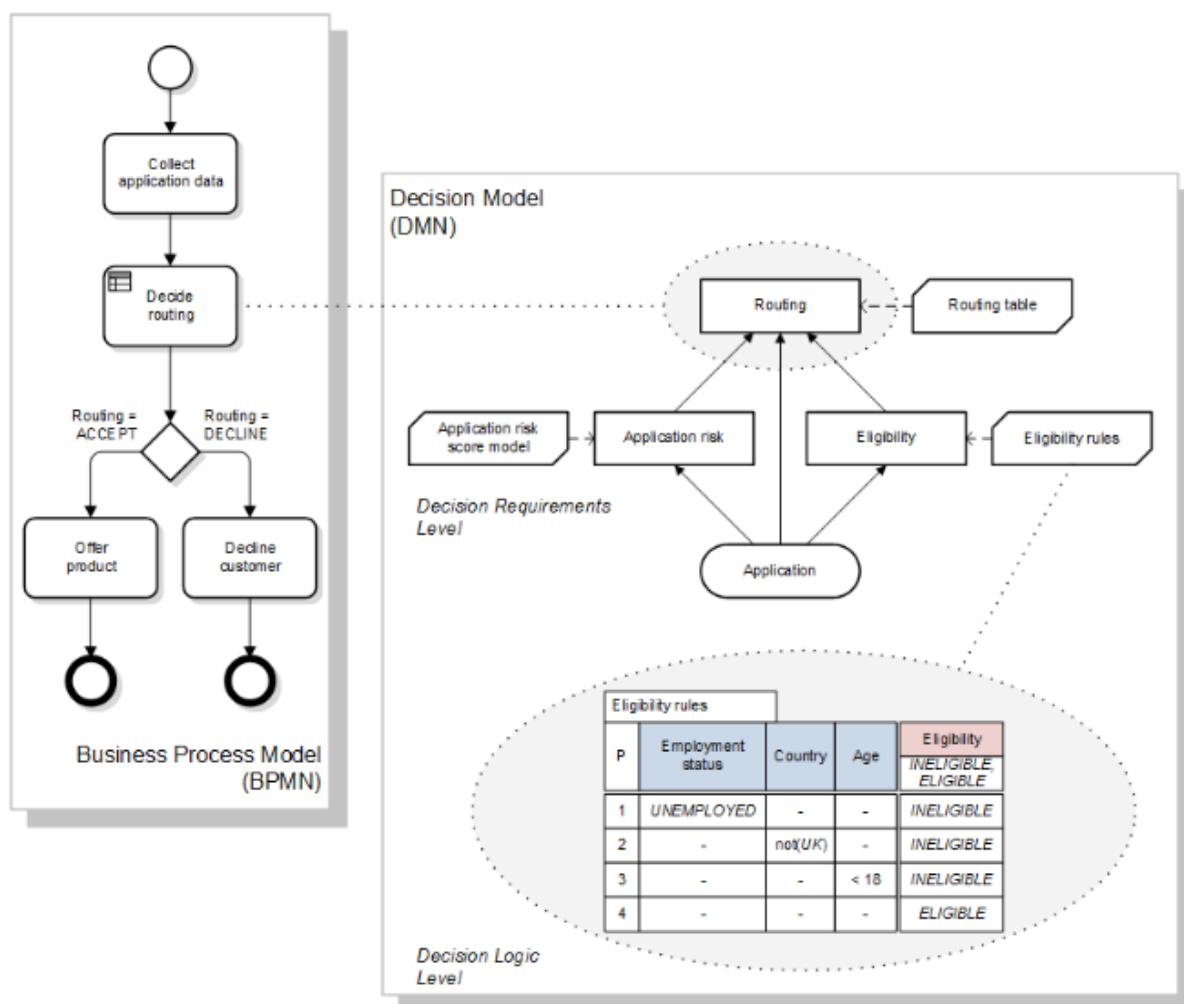 Collect
application data
Decide
routing
Routing =
ACCEPT
Routing =
DECLINE
Offer
product
Decline
customer
Business Process Model
(BPMN)
Decision Model
(DMN)
Routing
Routing table
Application risk
score model
Application risk
Eligibility
Eligibility rules
Decision Requirements
Level
Application
Eligibility rules
P
Employment
status
Country
Age
Eligibility
INELIGIBLE,
ELIGIBLE
1 UNEMPLOYED - - INELIGIBLE
2 - not(UK) - INELIGIBLE
3 - - < 18 INELIGIBLE
4 - - - ELIGIBLE
Decision Logic
Level